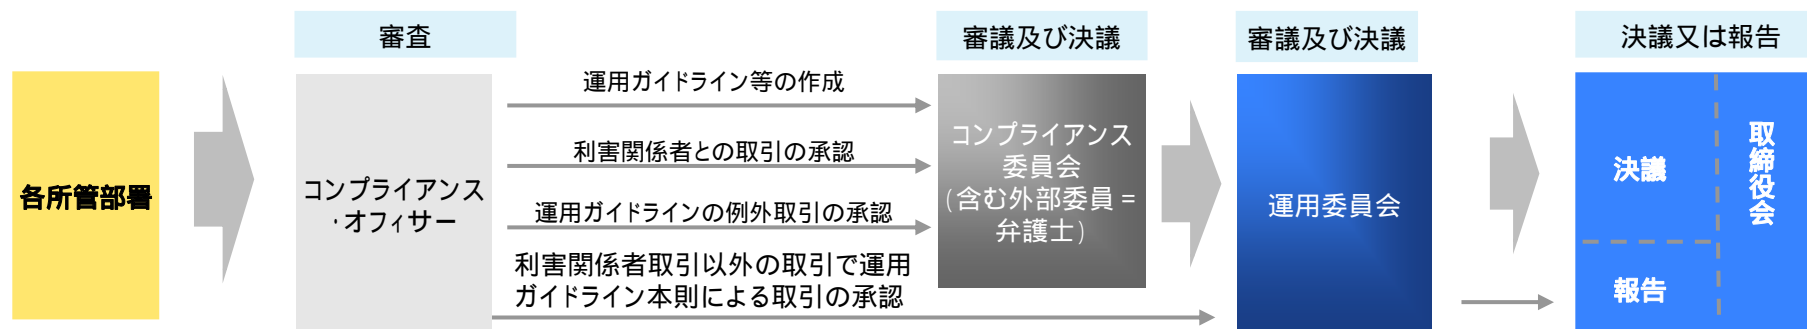 審査
審議及び決議
審議及び決議
決議又は報告
各所管部署
コンプライアンス
・オフィサー
運用ガイドライン等の作成
利害関係者との取引の承認
運用ガイドラインの例外取引の承認
利害関係者取引以外の取引で運用
ガイドライン本則による取引の承認
コンプライアンス
委員会
(含む外部委員=
弁護士)
運用委員会
決議
報告
取締役会